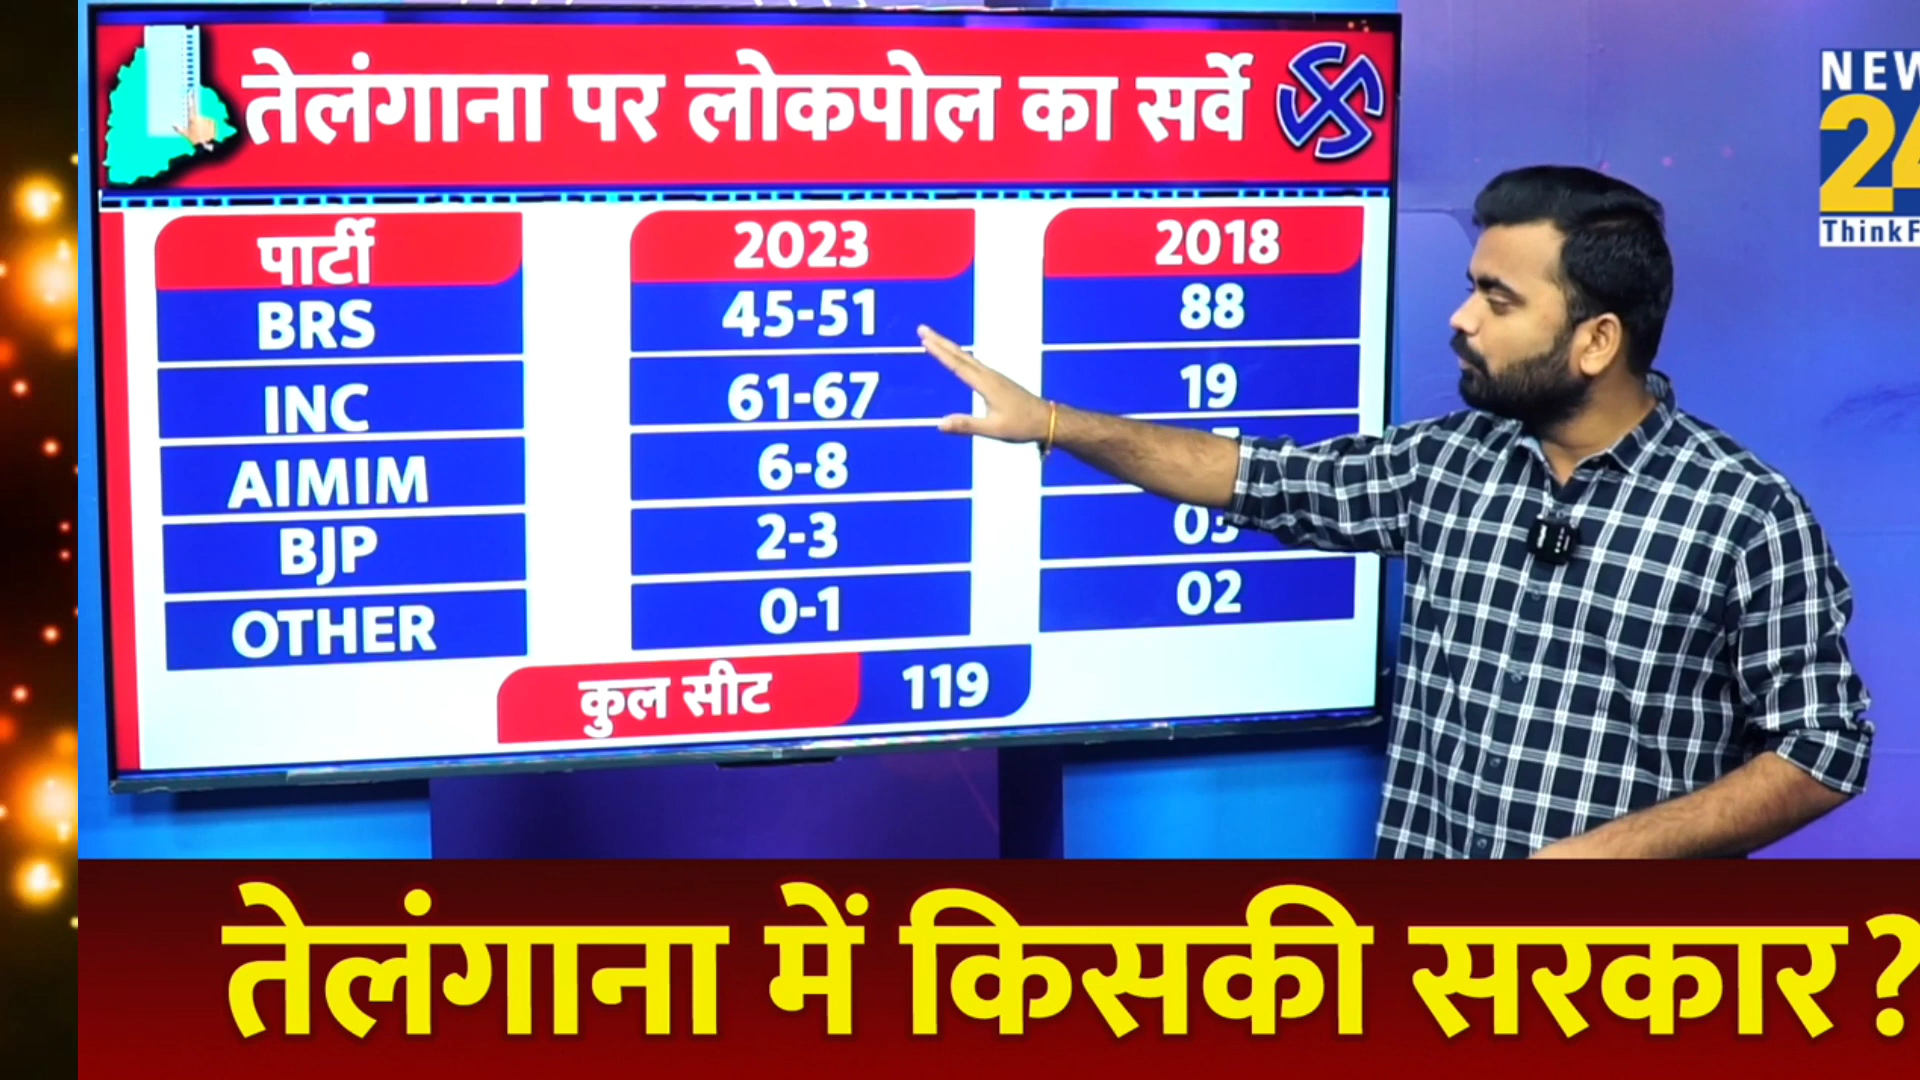 तेलंगाना पर लोकपोल का सर्वे
NEW
24
ThinkF
पार्टी 2023 2018
BRS 45-51 88
INC 61-67 19
AIMIM 6-8
BJP 2-3
OTHER 0-1 02
कुल सीट 119
तेलंगाना में किसकी सरकार?